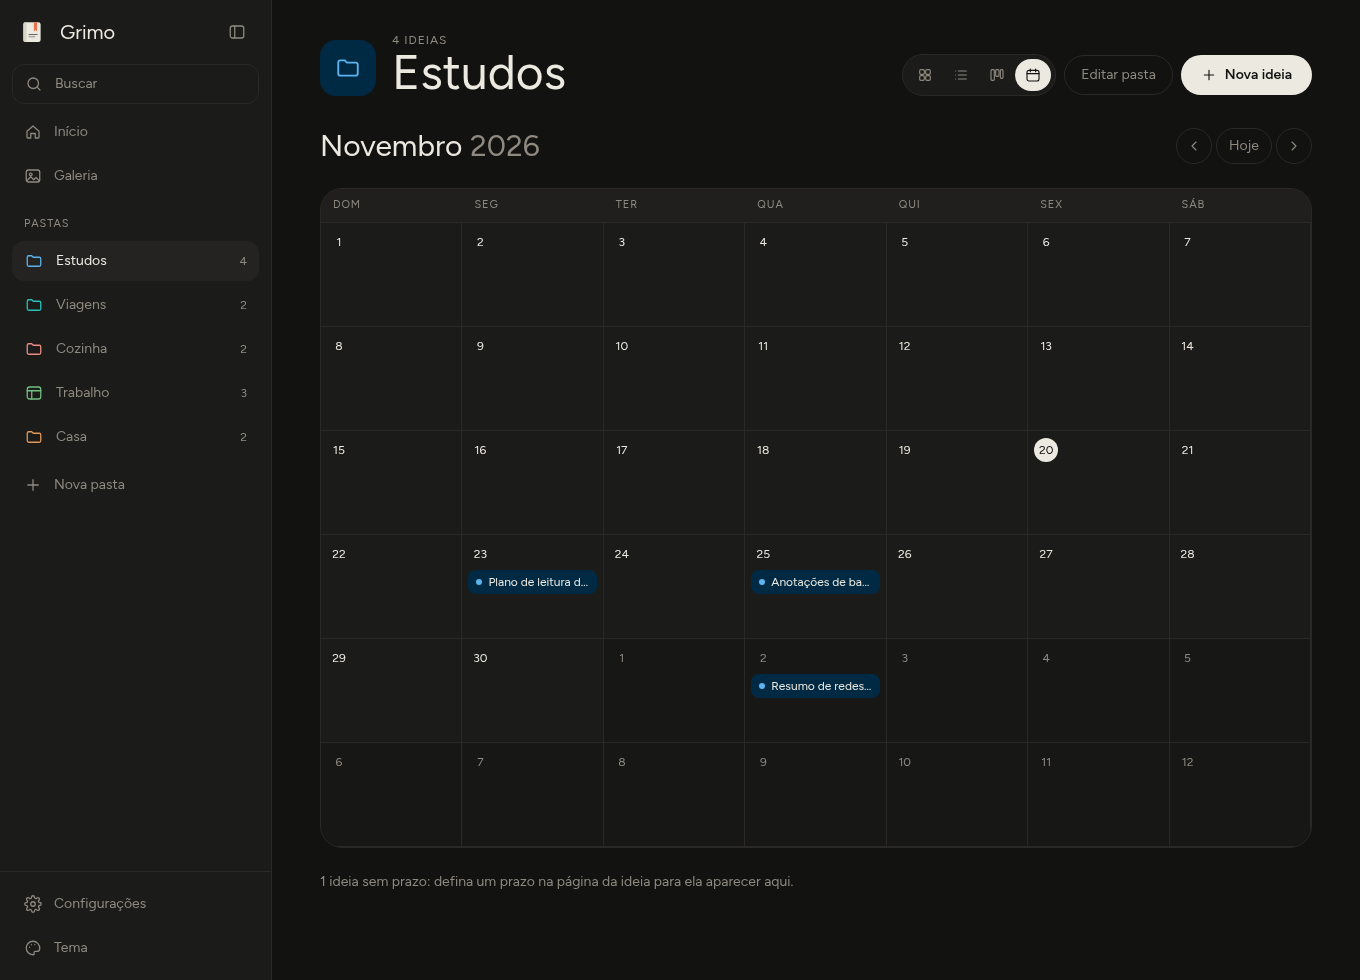 Grimo
Buscar
Início
Galeria
PASTAS
Estudos 4
Viagens 2
Cozinha 2
Trabalho 3
Casa 2
Nova pasta
Configurações
Tema
4 IDEIAS
Estudos
Editar pasta
Nova ideia
Novembro 2026
Hoje
DOM SEG TER QUA QUI SEX SÁB
1 2 3 4 5 6 7
8 9 10 11 12 13 14
15 16 17 18 19 20 21
22 23 24 25 26 27 28
Plano de leitura d... Anotações de ba...
29 30 1 2 3 4 5
Resumo de redes...
6 7 8 9 10 11 12
1 ideia sem prazo: defina um prazo na página da ideia para ela aparecer aqui.